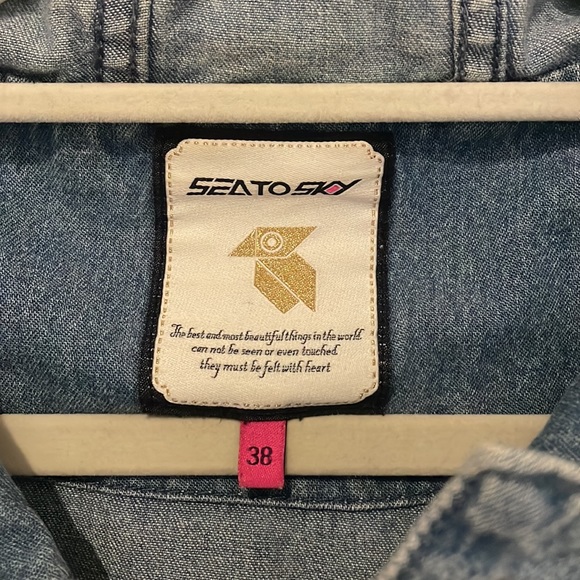 SEATOSKY
The best and most beautiful things in the world
can not be seen or even touched
they must be felt with heart
38